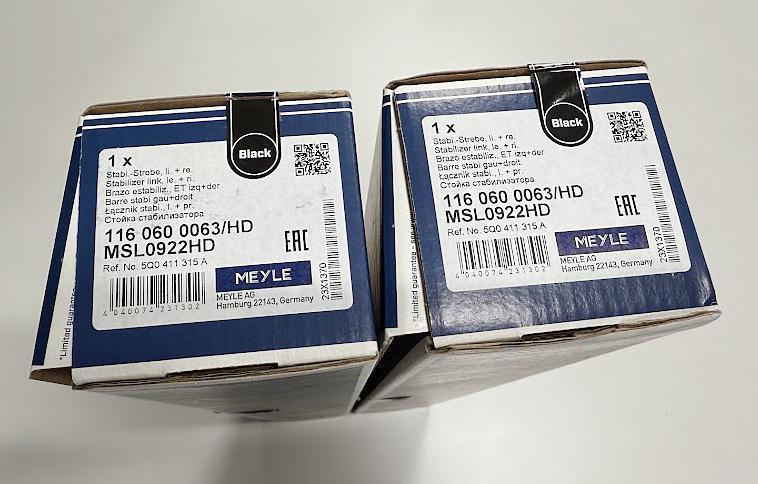 Black
1 x
Stabi.-Strebe, li. + re.
Stabilizer link, le. + ri.
Brazo estabiliz., ET izq+der
Barre stabi gau+droit
Łącznik stabi., l. + pr.
Стойка стабилизатора
116 060 0063/HD
MSL0922HD
Ref. No. 5Q0 411 315 A
EAC
MEYLE
4 040074 231302
MEYLE AG
Hamburg 22143, Germany
23X1370
*Limited guarantee
Black
1 x
Stabi.-Strebe, li. + re.
Stabilizer link, le. + ri.
Brazo estabiliz., ET izq+der
Barre stabi gau+droit
Łącznik stabi., l. + pr.
Стойка стабилизатора
116 060 0063/HD
MSL0922HD
Ref. No. 5Q0 411 315 A
EAC
MEYLE
4 040074 231302
MEYLE AG
Hamburg 22143, Germany
23X1370
*Limited guarantee